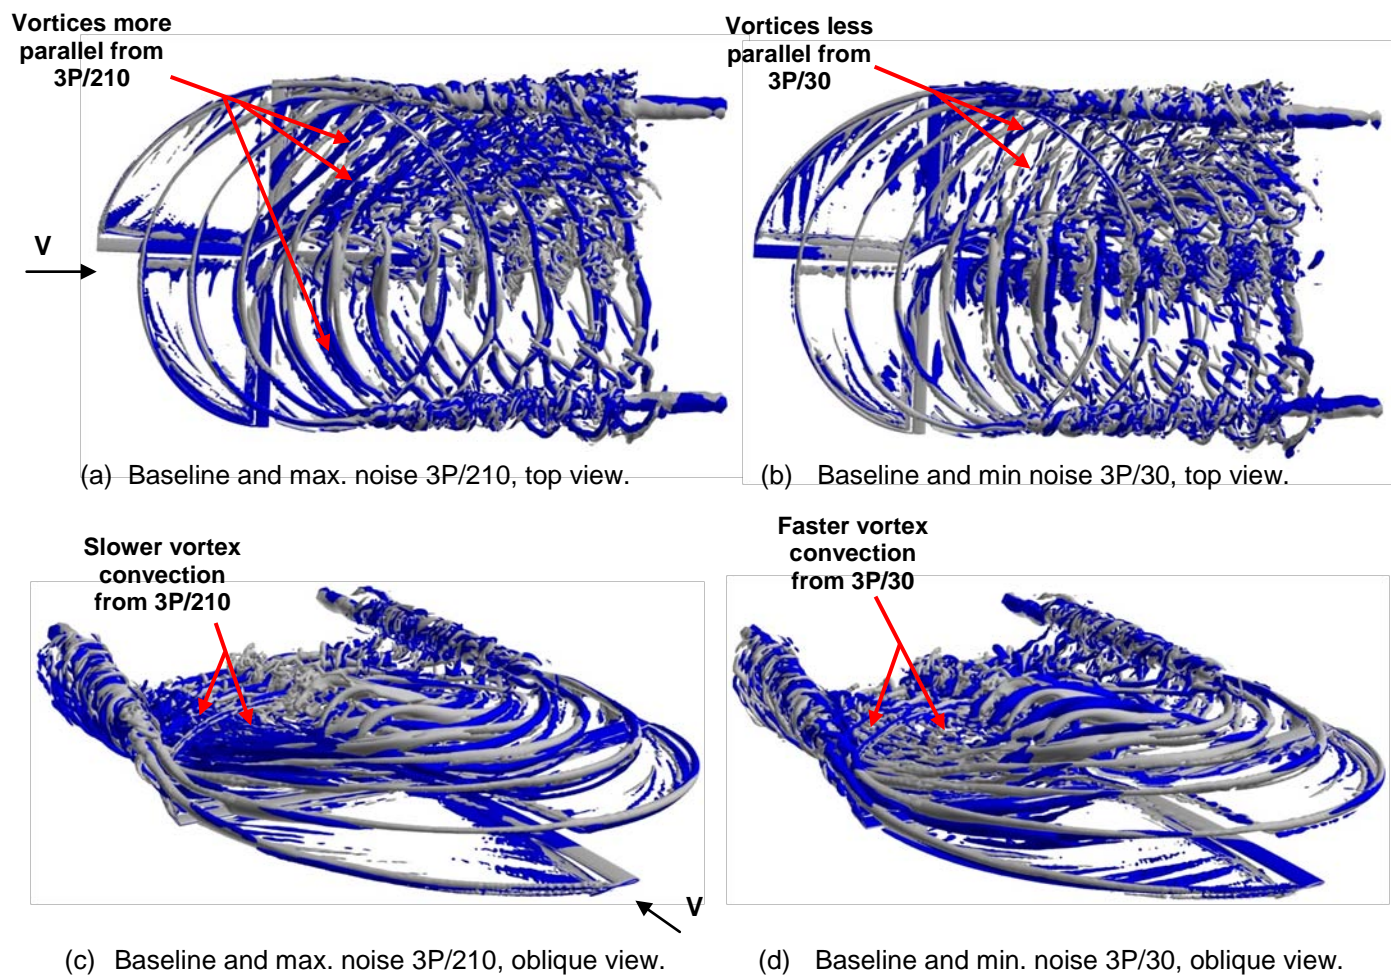 Vortices more
parallel from
3P/210
Vortices less
parallel from
3P/30
V
(a) Baseline and max. noise 3P/210, top view.
(b) Baseline and min noise 3P/30, top view.
Slower vortex
convection
from 3P/210
Faster vortex
convection
from 3P/30
V
(c) Baseline and max. noise 3P/210, oblique view.
(d) Baseline and min. noise 3P/30, oblique view.